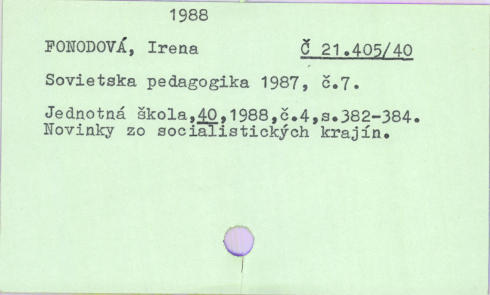 1988
FONODOVÁ, Irena Č 21.405/40
Sovietska pedagogika 1987, č.7.
Jednotná škola,40,1988,č.4,s.382-384.
Novinky zo socialistických krajín.